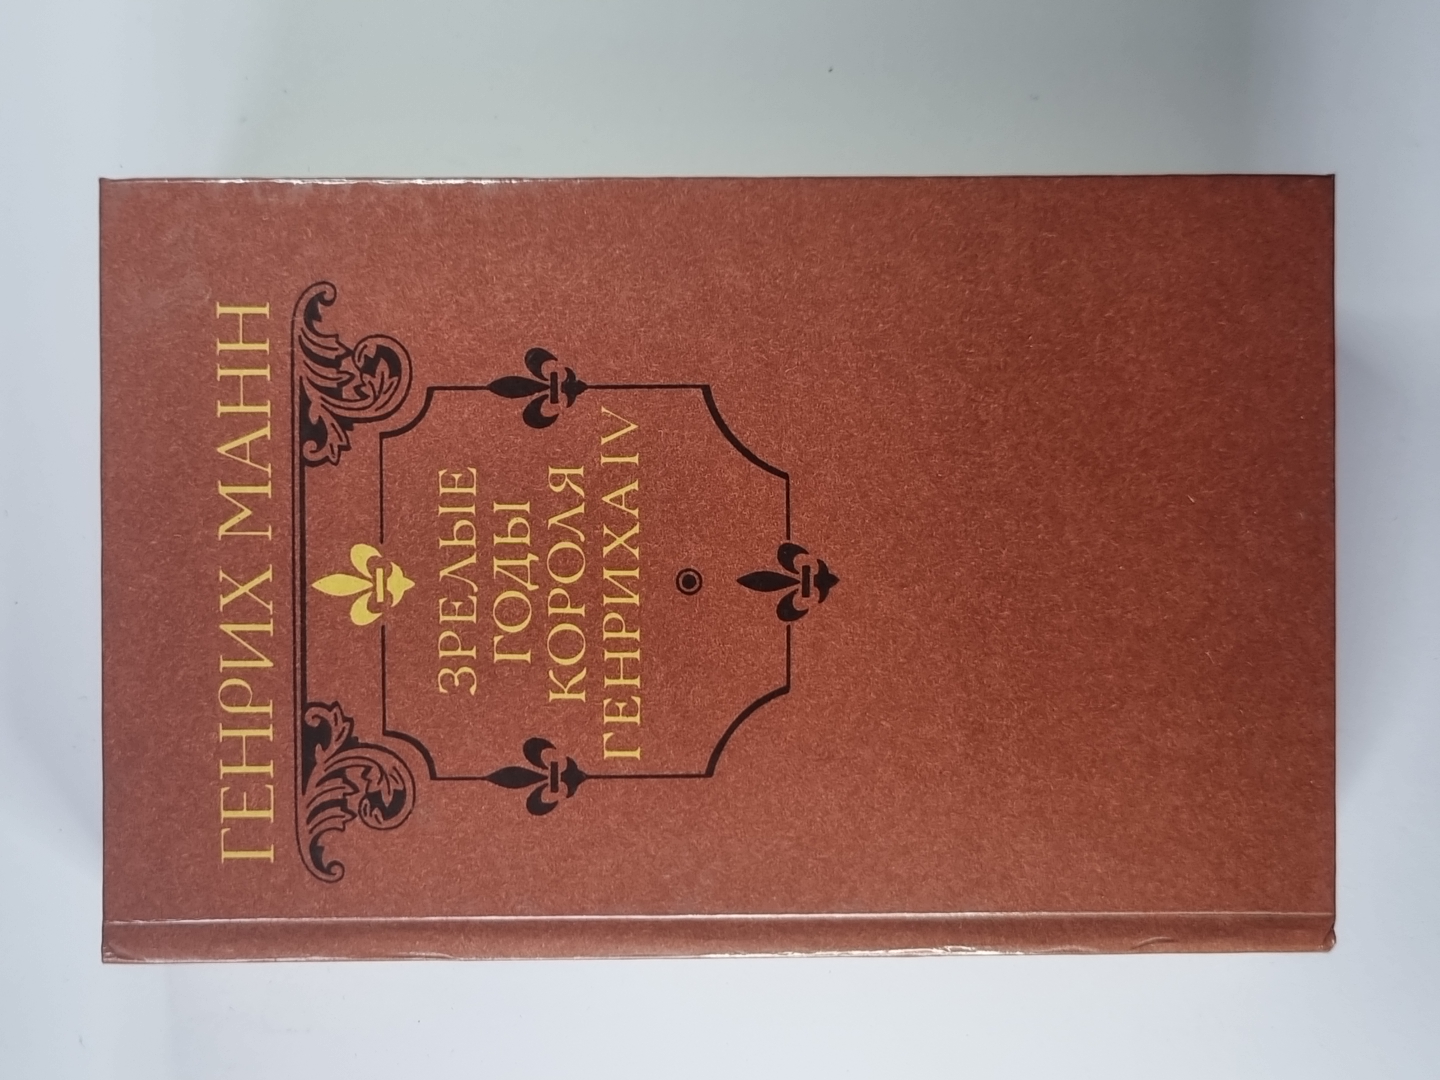 ГЕНРИХ МАНН
ЗРЕЛЫЕ
ГОДЫ
КОРОЛЯ
ГЕНРИХА IV